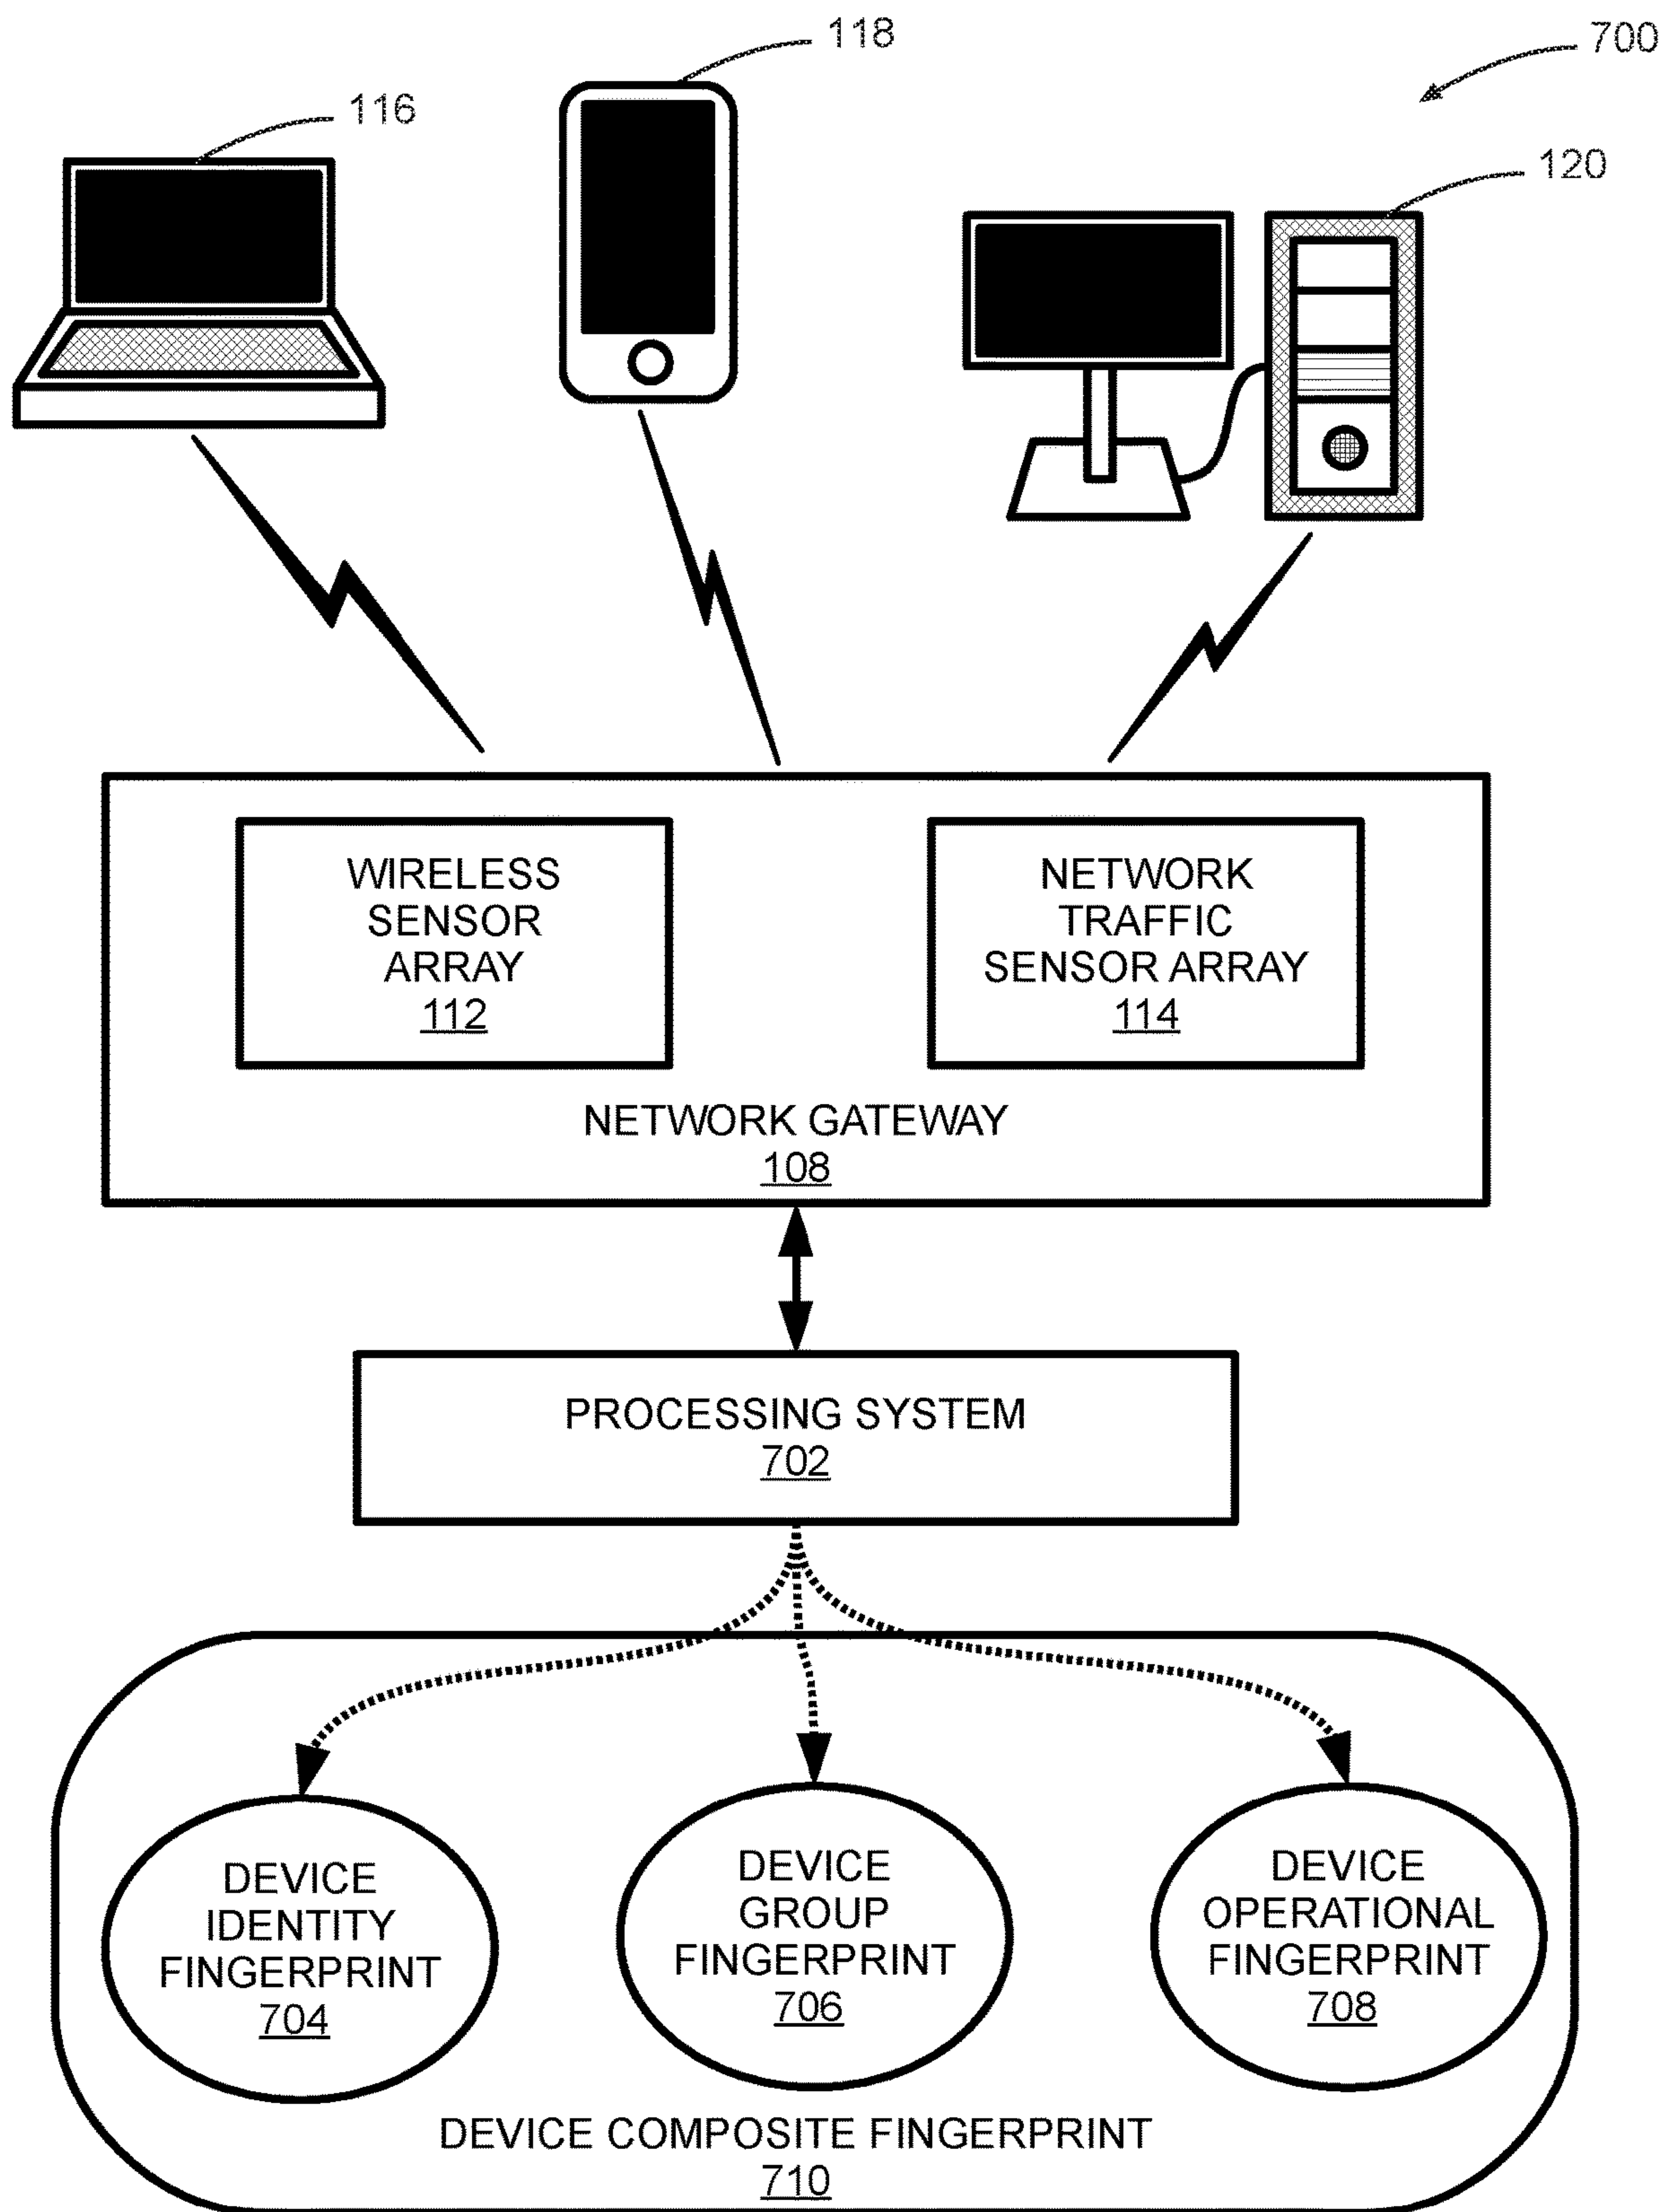 118
700
116
120
WIRELESS
SENSOR
ARRAY
112
NETWORK
TRAFFIC
SENSOR ARRAY
114
NETWORK GATEWAY
108
PROCESSING SYSTEM
702
DEVICE
IDENTITY
FINGERPRINT
704
DEVICE
GROUP
FINGERPRINT
706
DEVICE
OPERATIONAL
FINGERPRINT
708
DEVICE COMPOSITE FINGERPRINT
710